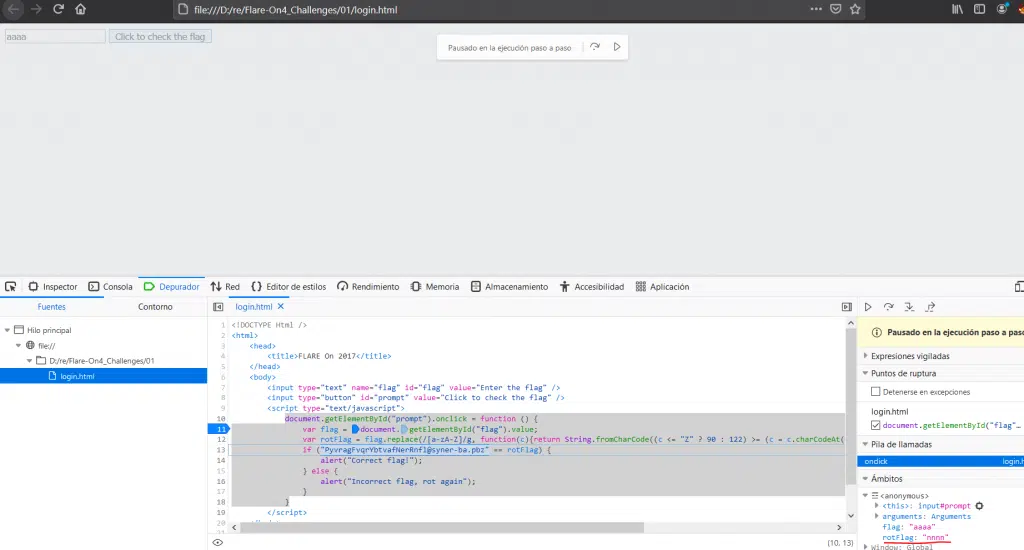 file:///D:/re/Flare-On4_Challenges/01/login.html
aaaa Click to check the flag
Pausado en la ejecución paso a paso
Inspector Consola Depurador Red Editor de estilos Rendimiento Memoria Almacenamiento Accesibilidad Aplicación
Fuentes Contorno
login.html
Hilo principal
file://
D:/re/Flare-On4_Challenges/01
login.html
1 <!DOCTYPE Html />
2 <html>
3 <head>
4 <title>FLARE On 2017</title>
5 </head>
6 <body>
7 <input type="text" name="flag" id="flag" value="Enter the flag" />
8 <input type="button" id="prompt" value="Click to check the flag" />
9 <script type="text/javascript">
10 document.getElementById("prompt").onclick = function () {
11 var flag = document.getElementById("flag").value;
12 var rotFlag = flag.replace(/[a-zA-Z]/g, function(c){return String.fromCharCode((c <= "Z" ? 90 : 122) >= (c = c.charCodeAt(
13 if ("PyvragFvqrYbtvafNerRnfl@syner-ba.pbz" == rotFlag) {
14 alert("Correct flag!");
15 } else {
16 alert("Incorrect flag, rot again");
17 }
18 }
19 </script>
(10, 13)
Pausado en la ejecución paso a paso
Expresiones vigiladas
Puntos de ruptura
Detenerse en excepciones
login.html
document.getElementById("flag"…
Pila de llamadas
onclick login.h
Ámbitos
<anonymous>
<this>: input#prompt
arguments: Arguments
flag: "aaaa"
rotFlag: "nnnn"
Window: Global